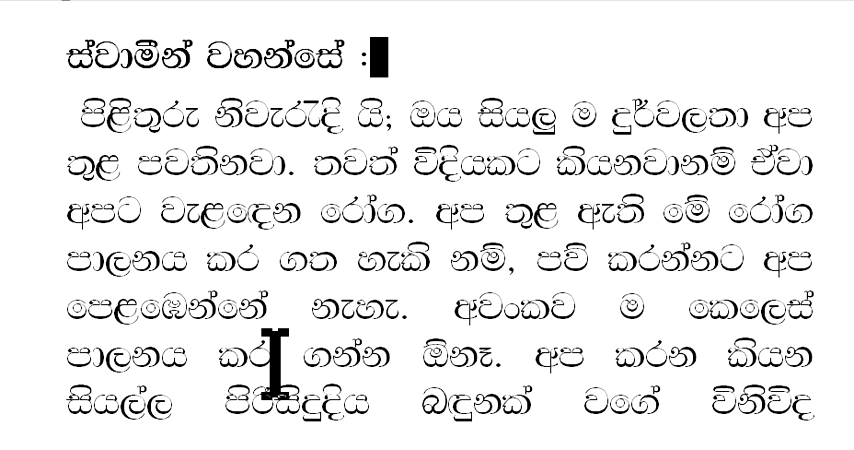 ස්වාමීන් වහන්සේ :
පිළිතුරු නිවැරැදි යි; ඔය සියලු ම දුර්වලතා අප
තුළ පවතිනවා. තවත් විදියකට කියනවානම් ඒවා
අපට වැළඳෙන රෝග. අප තුළ ඇති මේ රෝග
පාලනය කර ගත හැකි නම්, පව් කරන්නට අප
පෙළඹෙන්නේ නැහැ. අවංකව ම කෙලෙස්
පාලනය කර ගන්න ඕනෑ. අප කරන කියන
සියල්ල පිරිසිදුදිය බඳුනක් වගේ විනිවිද